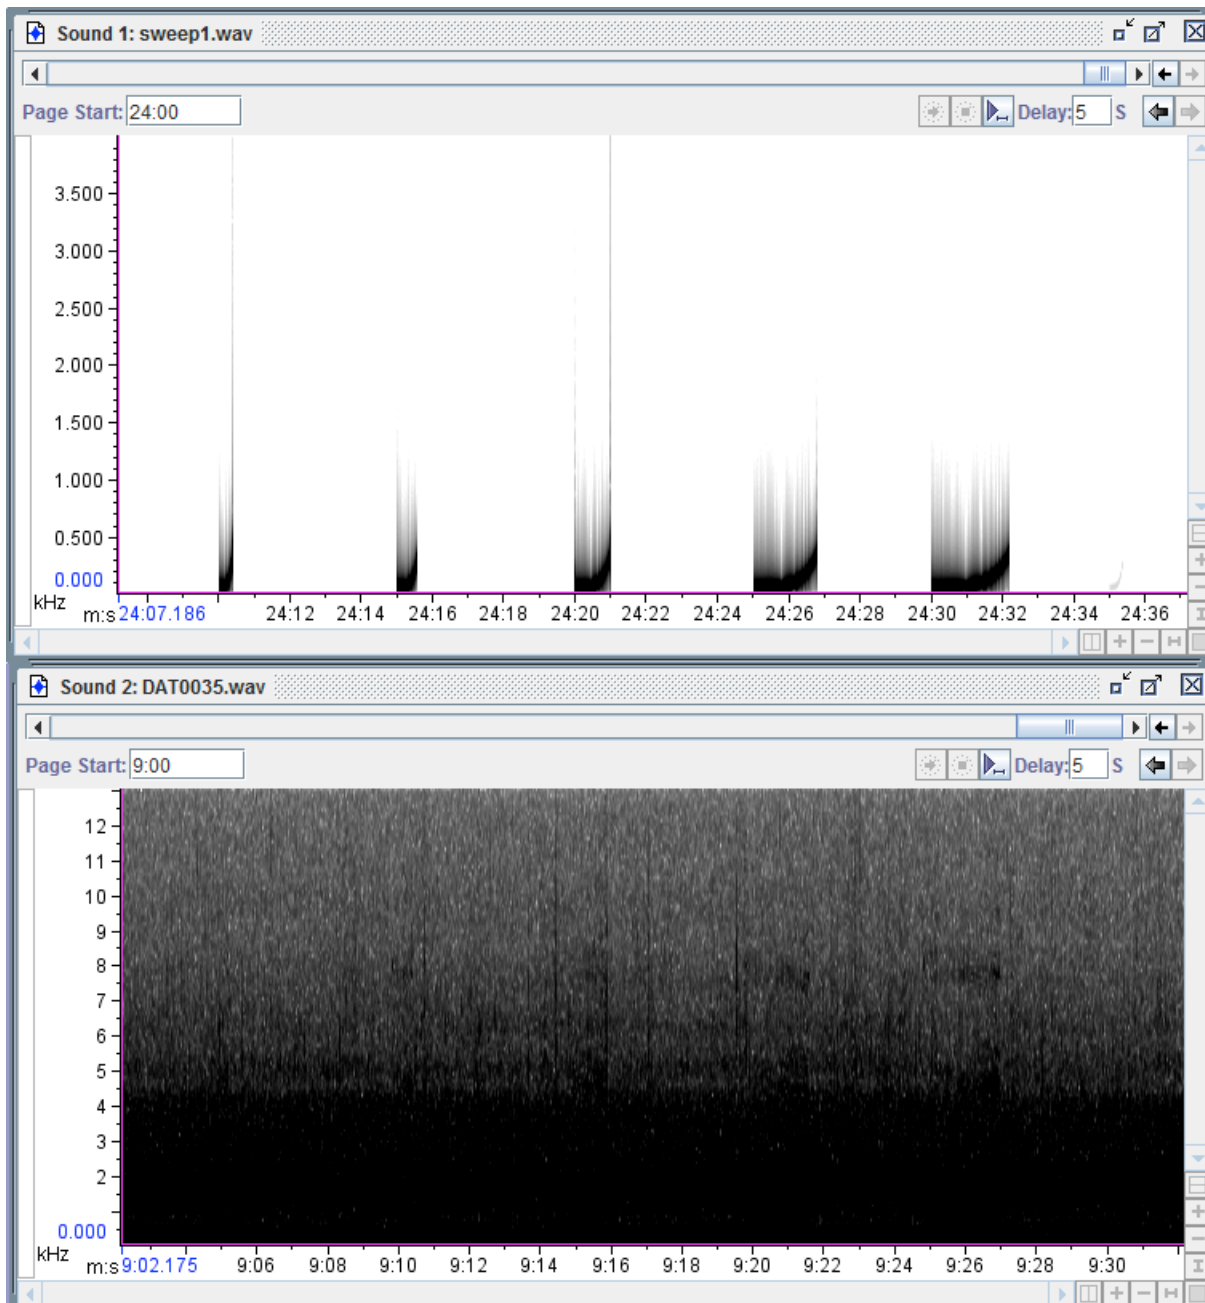 Sound 1: sweep1.wav
Page Start: 24:00
Delay: 5 S
3.500
3.000
2.500
2.000
1.500
1.000
0.500
0.000
kHz
m:s 24:07.186 24:12 24:14 24:16 24:18 24:20 24:22 24:24 24:26 24:28 24:30 24:32 24:34 24:36
Sound 2: DAT0035.wav
Page Start: 9:00
Delay: 5 S
12
11
10
9
8
7
6
5
4
3
2
0.000
kHz
m:s 9:02.175 9:06 9:08 9:10 9:12 9:14 9:16 9:18 9:20 9:22 9:24 9:26 9:28 9:30